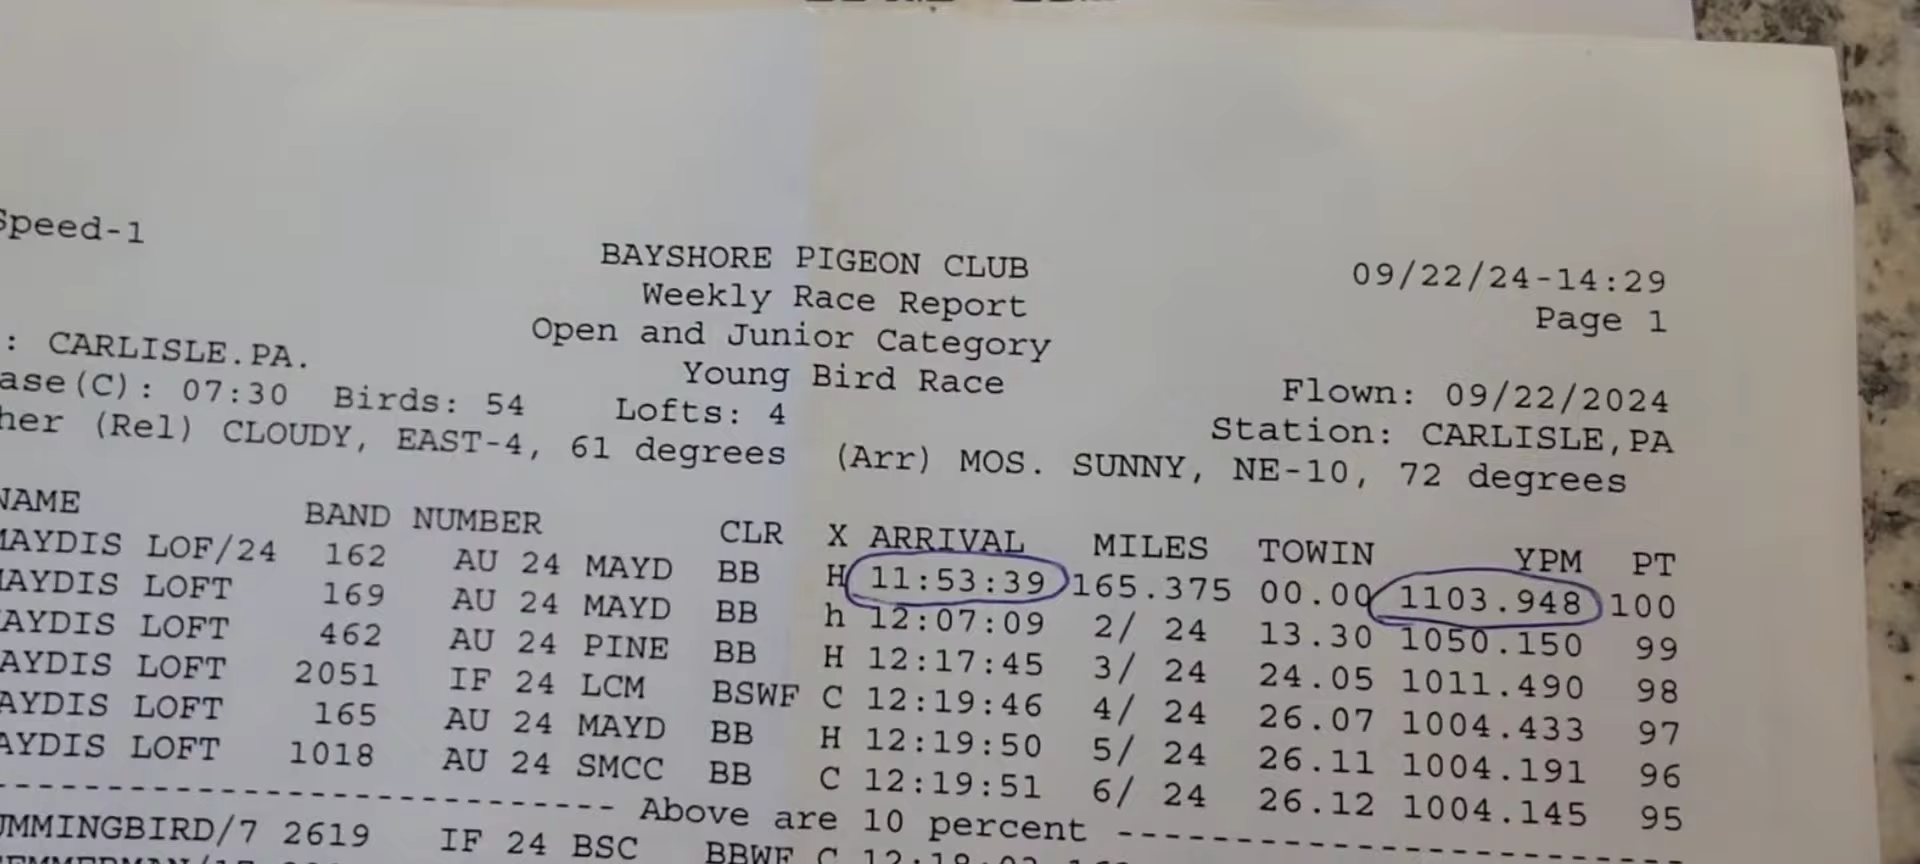 Speed-1
BAYSHORE PIGEON CLUB 09/22/24-14:29
Weekly Race Report Page 1
Open and Junior Category
: CARLISLE.PA. Young Bird Race Flown: 09/22/2024
ase(C): 07:30 Birds: 54 Lofts: 4 Station: CARLISLE,PA
her (Rel) CLOUDY, EAST-4, 61 degrees (Arr) MOS. SUNNY, NE-10, 72 degrees
NAME BAND NUMBER CLR X ARRIVAL MILES TOWIN YPM PT
MAYDIS LOF/24 162 AU 24 MAYD BB H 11:53:39 165.375 00.00 1103.948 100
MAYDIS LOFT 169 AU 24 MAYD BB h 12:07:09 2/ 24 13.30 1050.150 99
AYDIS LOFT 462 AU 24 PINE BB H 12:17:45 3/ 24 24.05 1011.490 98
AYDIS LOFT 2051 IF 24 LCM BSWF C 12:19:46 4/ 24 26.07 1004.433 97
AYDIS LOFT 165 AU 24 MAYD BB H 12:19:50 5/ 24 26.11 1004.191 96
AYDIS LOFT 1018 AU 24 SMCC BB C 12:19:51 6/ 24 26.12 1004.145 95
---------------------------- Above are 10 percent ----------------------------
UMMINGBIRD/7 2619 IF 24 BSC BBWF C